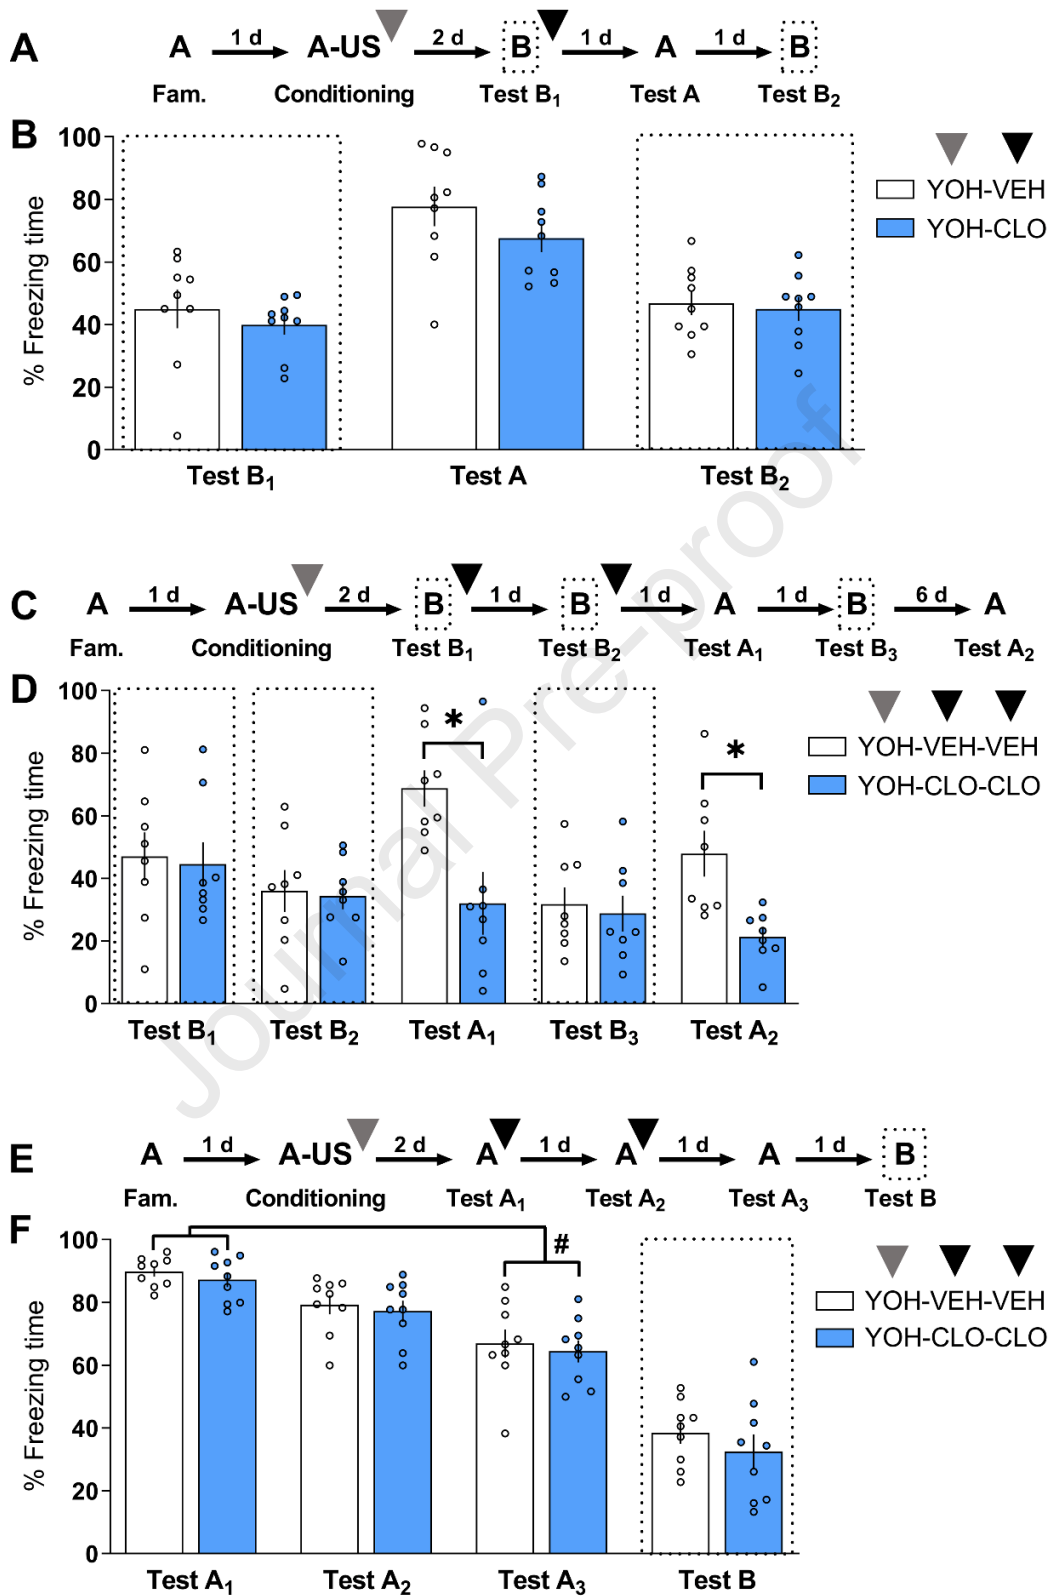 A
A 1 d A-US 2 d B 1 d A 1 d B
Fam. Conditioning Test B₁ Test A Test B₂
B
% Freezing time
100
80
60
40
20
0
Test B₁ Test A Test B₂
YOH-VEH
YOH-CLO
C
A 1 d A-US 2 d B 1 d B 1 d A 1 d B 6 d A
Fam. Conditioning Test B₁ Test B₂ Test A₁ Test B₃ Test A₂
D
% Freezing time
100
80
60
40
20
0
* *
Test B₁ Test B₂ Test A₁ Test B₃ Test A₂
YOH-VEH-VEH
YOH-CLO-CLO
Journal Pre-proof
E
A 1 d A-US 2 d A 1 d A 1 d A 1 d B
Fam. Conditioning Test A₁ Test A₂ Test A₃ Test B
F
% Freezing time
100
80
60
40
20
0
#
Test A₁ Test A₂ Test A₃ Test B
YOH-VEH-VEH
YOH-CLO-CLO